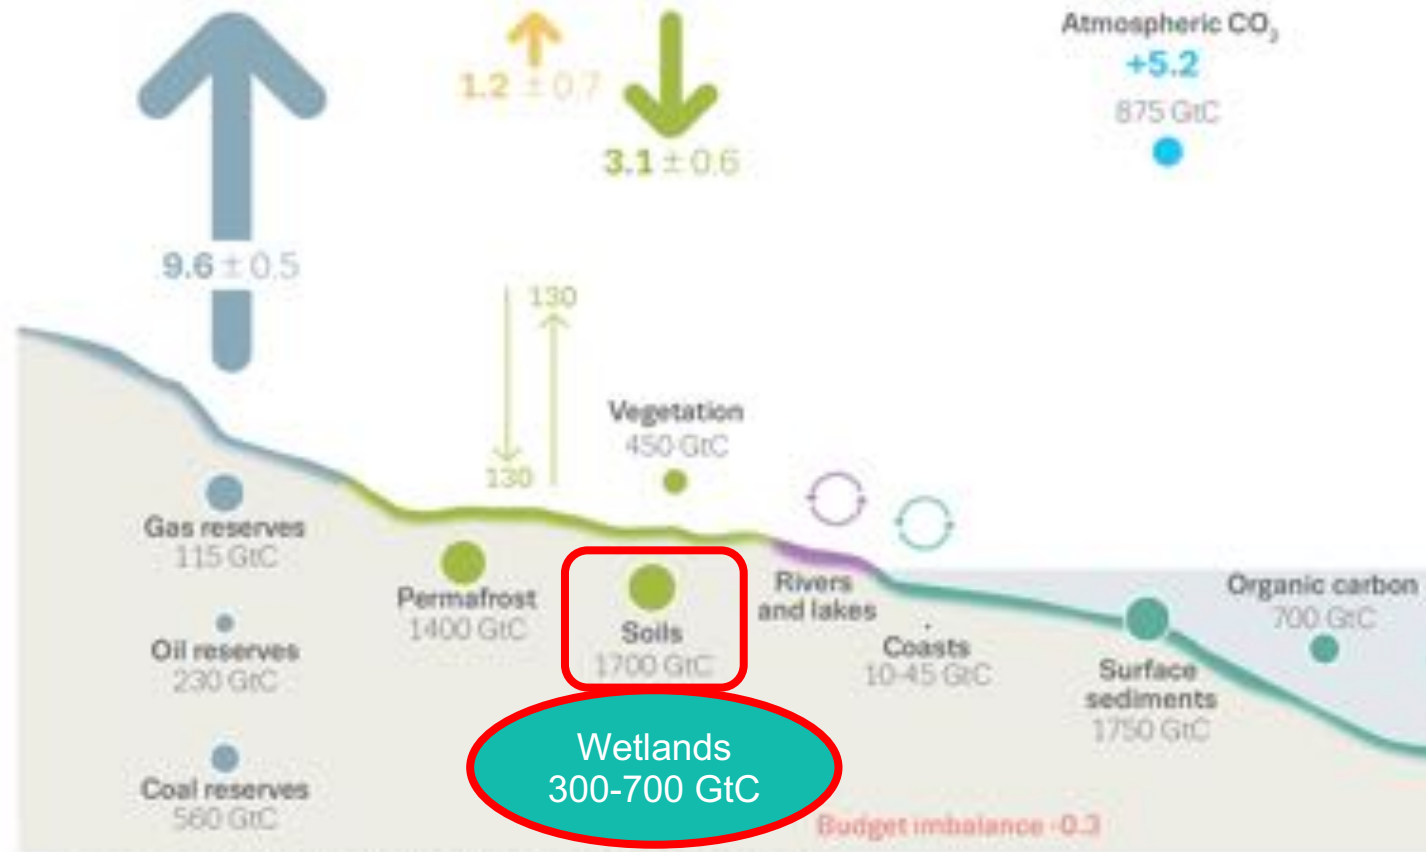 Atmospheric CO₂
+5.2
875 GtC
1.2 ± 0.7
3.1 ± 0.6
9.6 ± 0.5
130
130
Vegetation
450 GtC
Gas reserves
115 GtC
Permafrost
1400 GtC
Soils
1700 GtC
Rivers
and lakes
Coasts
10-45 GtC
Organic carbon
700 GtC
Oil reserves
230 GtC
Surface
sediments
1750 GtC
Wetlands
300-700 GtC
Coal reserves
560 GtC
Budget imbalance -0.3